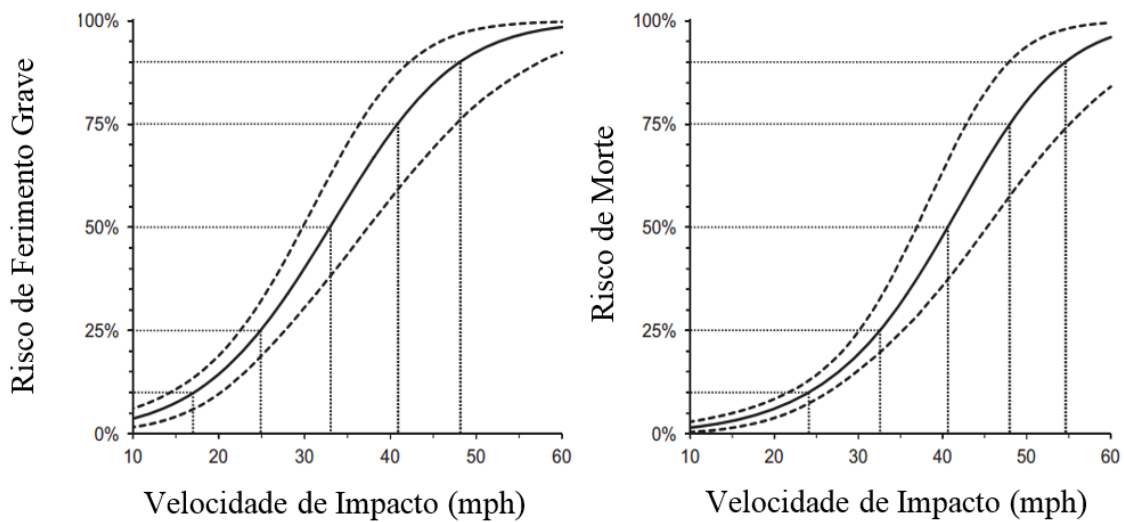 Risco de Ferimento Grave
100%
75%
50%
25%
0%
10 20 30 40 50 60
Velocidade de Impacto (mph)
Risco de Morte
100%
75%
50%
25%
0%
10 20 30 40 50 60
Velocidade de Impacto (mph)